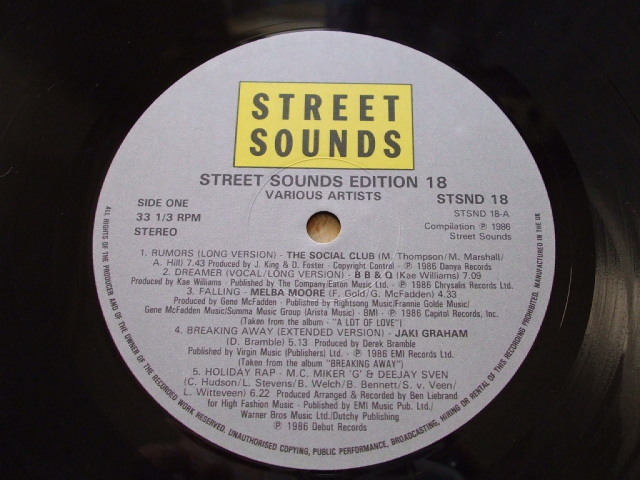 STREET
SOUNDS
STREET SOUNDS EDITION 18
VARIOUS ARTISTS
SIDE ONE
33 1/3 RPM
STEREO
STSND 18
STSND 18-A
Compilation ℗ 1986
Street Sounds
1. RUMORS (LONG VERSION) - THE SOCIAL CLUB (M. Thompson/M. Marshall/
A. Hill) 7.43 Produced by J. King & D. Foster - Copyright Control - ℗ 1986 Danya Records
2. DREAMER (VOCAL/LONG VERSION) - B B & Q (Kae Williams) 7.09
Produced by Kae Williams - Published by The Company/Eaton Music Ltd. - ℗ 1986 Chrysalis Records Ltd.
3. FALLING - MELBA MOORE (F. Gold/G. McFadden) 4.33
Produced by Gene McFadden - Published by Rightsong Music/Frannie Golde Music/
Gene McFadden Music/Summa Music Group (Arista Music) - BMI - ℗ 1986 Capitol Records, Inc.
(Taken from the album - "A LOT OF LOVE")
4. BREAKING AWAY (EXTENDED VERSION) - JAKI GRAHAM
(D. Bramble) 5.13 Produced by Derek Bramble
Published by Virgin Music (Publishers) Ltd. - ℗ 1986 EMI Records Ltd.
(Taken from the album "BREAKING AWAY")
5. HOLIDAY RAP - M.C. MIKER 'G' & DEEJAY SVEN
(C. Hudson/L. Stevens/B. Welch/B. Bennett/S. v. Veen/
L. Witteveen) 6.22 Produced Arranged & Recorded by Ben Liebrand
for High Fashion Music - Published by EMI Music Pub. Ltd./
Warner Bros Music Ltd./Dutchy Publishing
℗ 1986 Debut Records
ALL RIGHTS OF THE PRODUCER AND OF THE OWNER OF THE RECORDED WORK RESERVED. UNAUTHORISED COPYING, PUBLIC PERFORMANCE, BROADCASTING, HIRING OR RENTAL OF THIS RECORDING PROHIBITED. MANUFACTURED IN THE UK